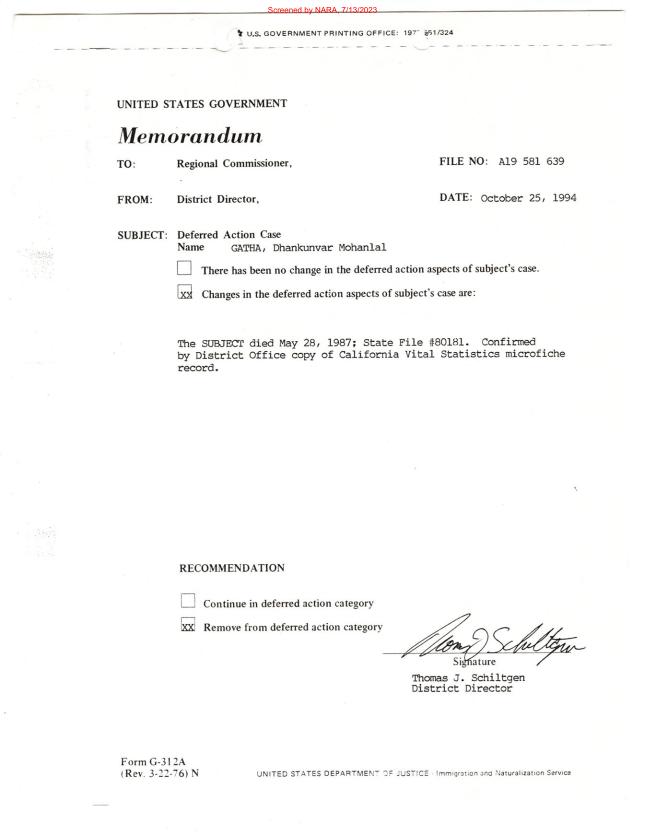 Screened by NARA, 7/13/2023
U.S. GOVERNMENT PRINTING OFFICE: 197 851/324
UNITED STATES GOVERNMENT
Memorandum
TO: Regional Commissioner, FILE NO: A19 581 639
FROM: District Director, DATE: October 25, 1994
SUBJECT: Deferred Action Case
Name GATHA, Dhankunvar Mohanlal
There has been no change in the deferred action aspects of subject's case.
XX Changes in the deferred action aspects of subject's case are:
The SUBJECT died May 28, 1987; State File #80181. Confirmed
by District Office copy of California Vital Statistics microfiche
record.
RECOMMENDATION
Continue in deferred action category
XX Remove from deferred action category
Thomas J Schiltgen
Signature
Thomas J. Schiltgen
District Director
Form G-312A
(Rev. 3-22-76) N
UNITED STATES DEPARTMENT OF JUSTICE - Immigration and Naturalization Service